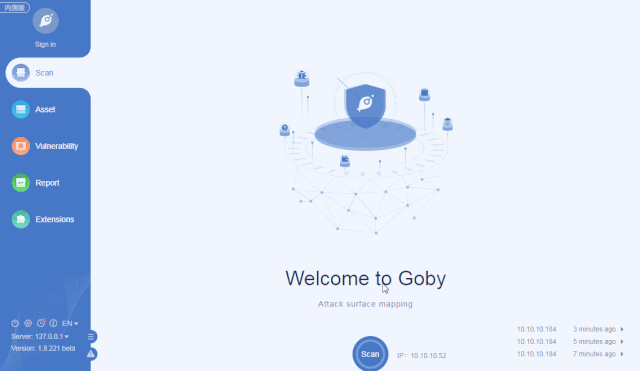 内测版
Sign in
Scan
Asset
Vulnerability
Report
Extensions
EN
Server: 127.0.0.1
Version: 1.8.221 beta
Welcome to Goby
Attack surface mapping
Scan
IP: 10.10.10.52
10.10.10.184 3 minutes ago
10.10.10.184 5 minutes ago
10.10.10.184 7 minutes ago